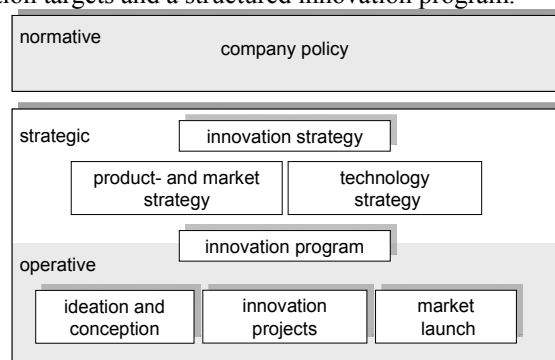 tion targets and a structured innovation program.
normative
company policy
strategic
innovation strategy
product- and market
strategy
technology
strategy
innovation program
operative
ideation and
conception
innovation
projects
market
launch